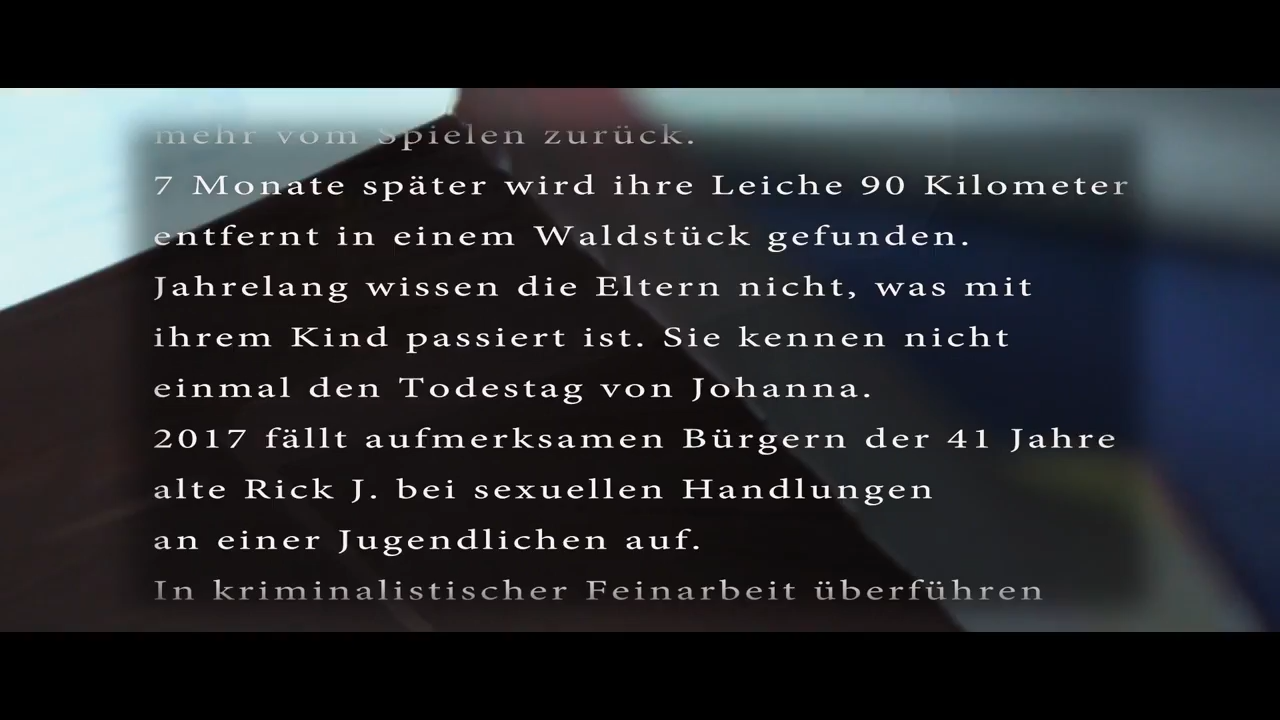 mehr vom Spielen zurück.
7 Monate später wird ihre Leiche 90 Kilometer
entfernt in einem Waldstück gefunden.
Jahrelang wissen die Eltern nicht, was mit
ihrem Kind passiert ist. Sie kennen nicht
einmal den Todestag von Johanna.
2017 fällt aufmerksamen Bürgern der 41 Jahre
alte Rick J. bei sexuellen Handlungen
an einer Jugendlichen auf.
In kriminalistischer Feinarbeit überführen